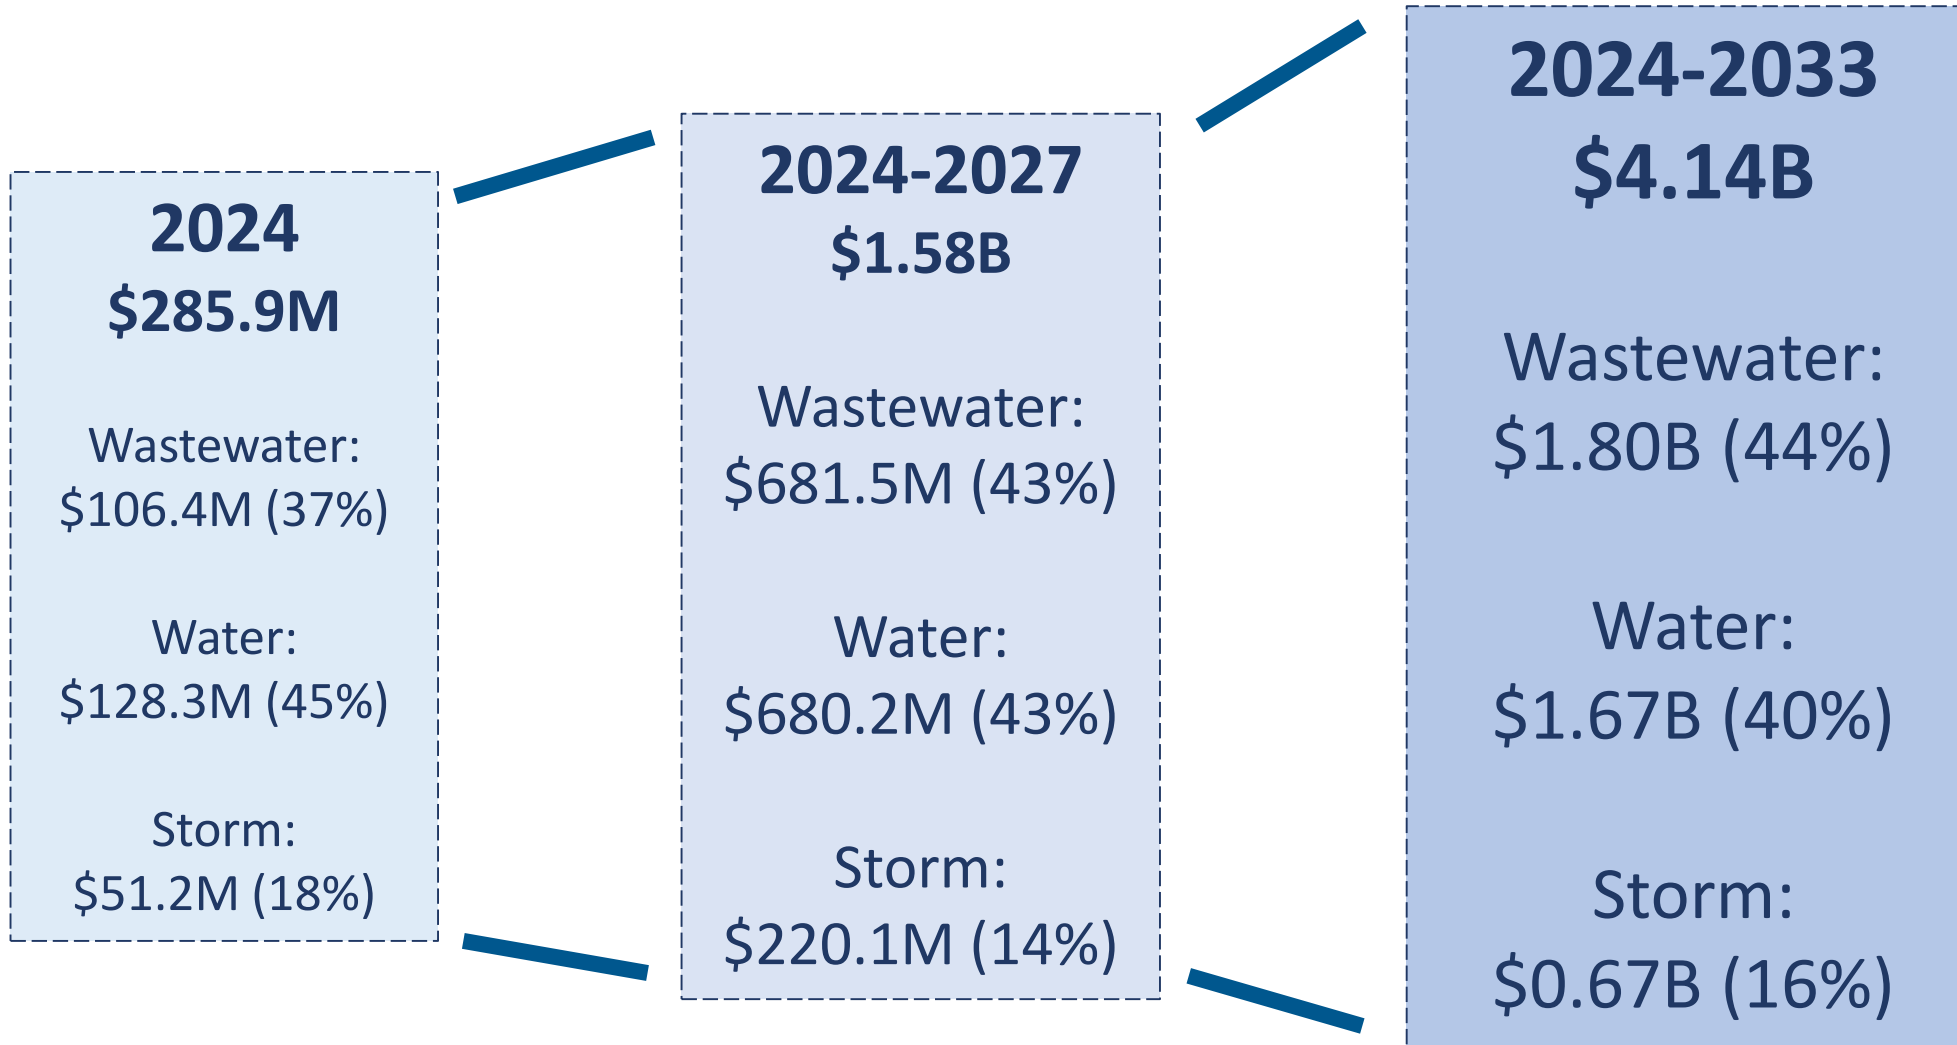 2024
$285.9M
Wastewater:
$106.4M (37%)
Water:
$128.3M (45%)
Storm:
$51.2M (18%)
2024-2027
$1.58B
Wastewater:
$681.5M (43%)
Water:
$680.2M (43%)
Storm:
$220.1M (14%)
2024-2033
$4.14B
Wastewater:
$1.80B (44%)
Water:
$1.67B (40%)
Storm:
$0.67B (16%)